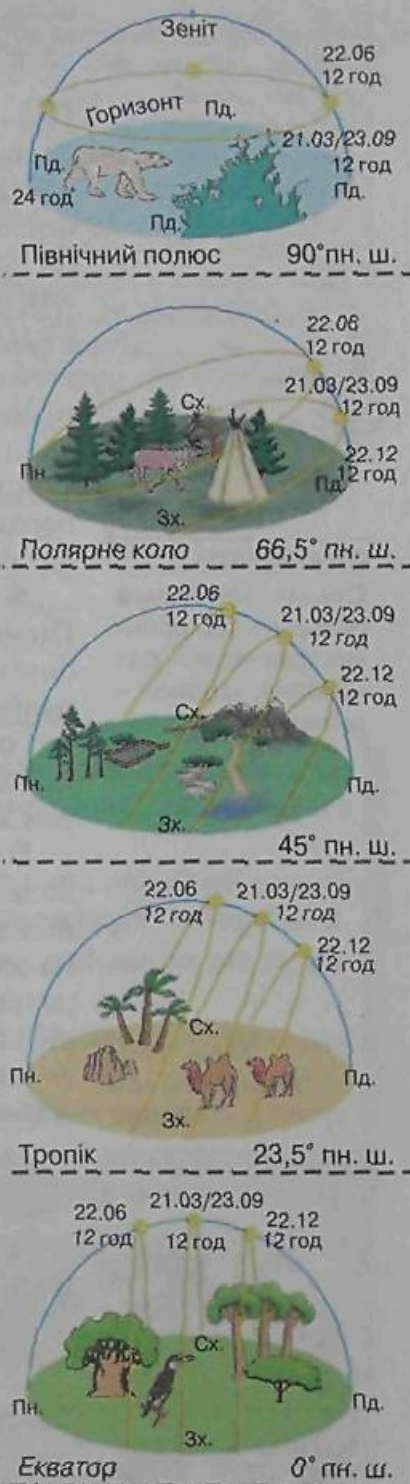 Зеніт
22.06
12 год
Горизонт Пд.
21.03/23.09
Пд.
12 год
24 год
Пд.
Пд.
Північний полюс 90° пн. ш.
22.06
12 год
21.03/23.09
Сх.
12 год
22.12
Пн.
12 год
Пд.
Зх.
Полярне коло 66,5° пн. ш.
22.06
12 год
21.03/23.09
12 год
22.12
12 год
Сх.
Пн.
Пд.
Зх.
45° пн. ш.
22.06 21.03/23.09
12 год 12 год
22.12
12 год
Сх.
Пн.
Пд.
Зх.
Тропік 23,5° пн. ш.
21.03/23.09
22.06 22.12
12 год 12 год 12 год
Сх.
Пн.
Пд.
Зх.
Екватор 0° пн. ш.